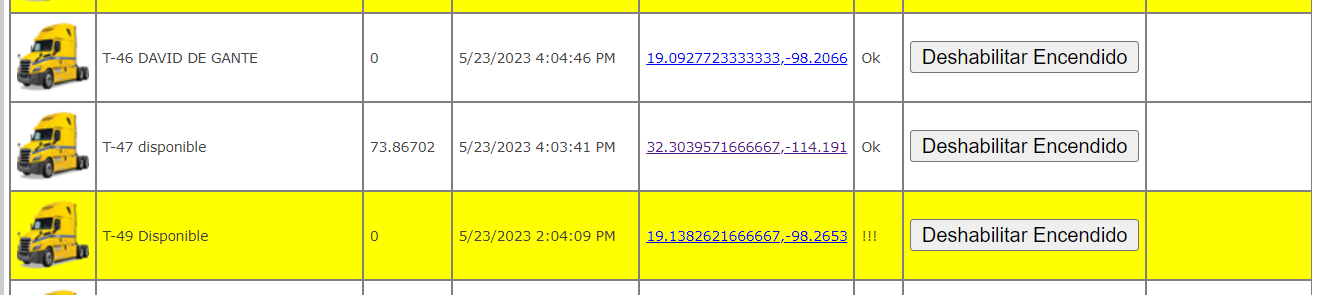 T-46 DAVID DE GANTE 0 5/23/2023 4:04:46 PM 19.0927723333333,-98.2066 Ok Deshabilitar Encendido
T-47 disponible 73.86702 5/23/2023 4:03:41 PM 32.3039571666667,-114.191 Ok Deshabilitar Encendido
T-49 Disponible 0 5/23/2023 2:04:09 PM 19.1382621666667,-98.2653 !!! Deshabilitar Encendido